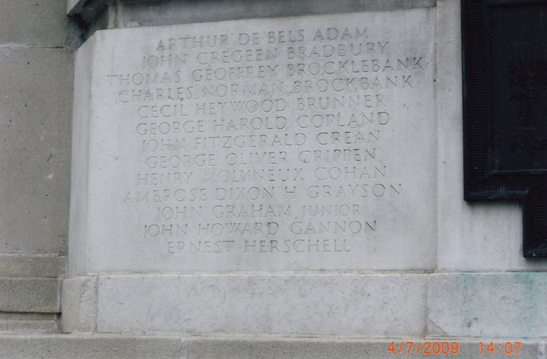 ARTHUR DE BELS ADAM
JOHN CREGEEN BRADBURY
THOMAS GEOFFREY BROCKLEBANK
CHARLES NORMAN BROCKBANK
CECIL HEYWOOD BRUNNER
GEORGE HAROLD COPLAND
JOHN FITZGERALD CREAN
GEORGE OLIVER CRIPPEN
HENRY MOLYNEUX COHAN
AMBROSE DIXON H. GRAYSON
JOHN GRAHAM, JUNIOR
JOHN HOWARD GANNON
ERNEST HERSCHELL
4/7/2009 14:07